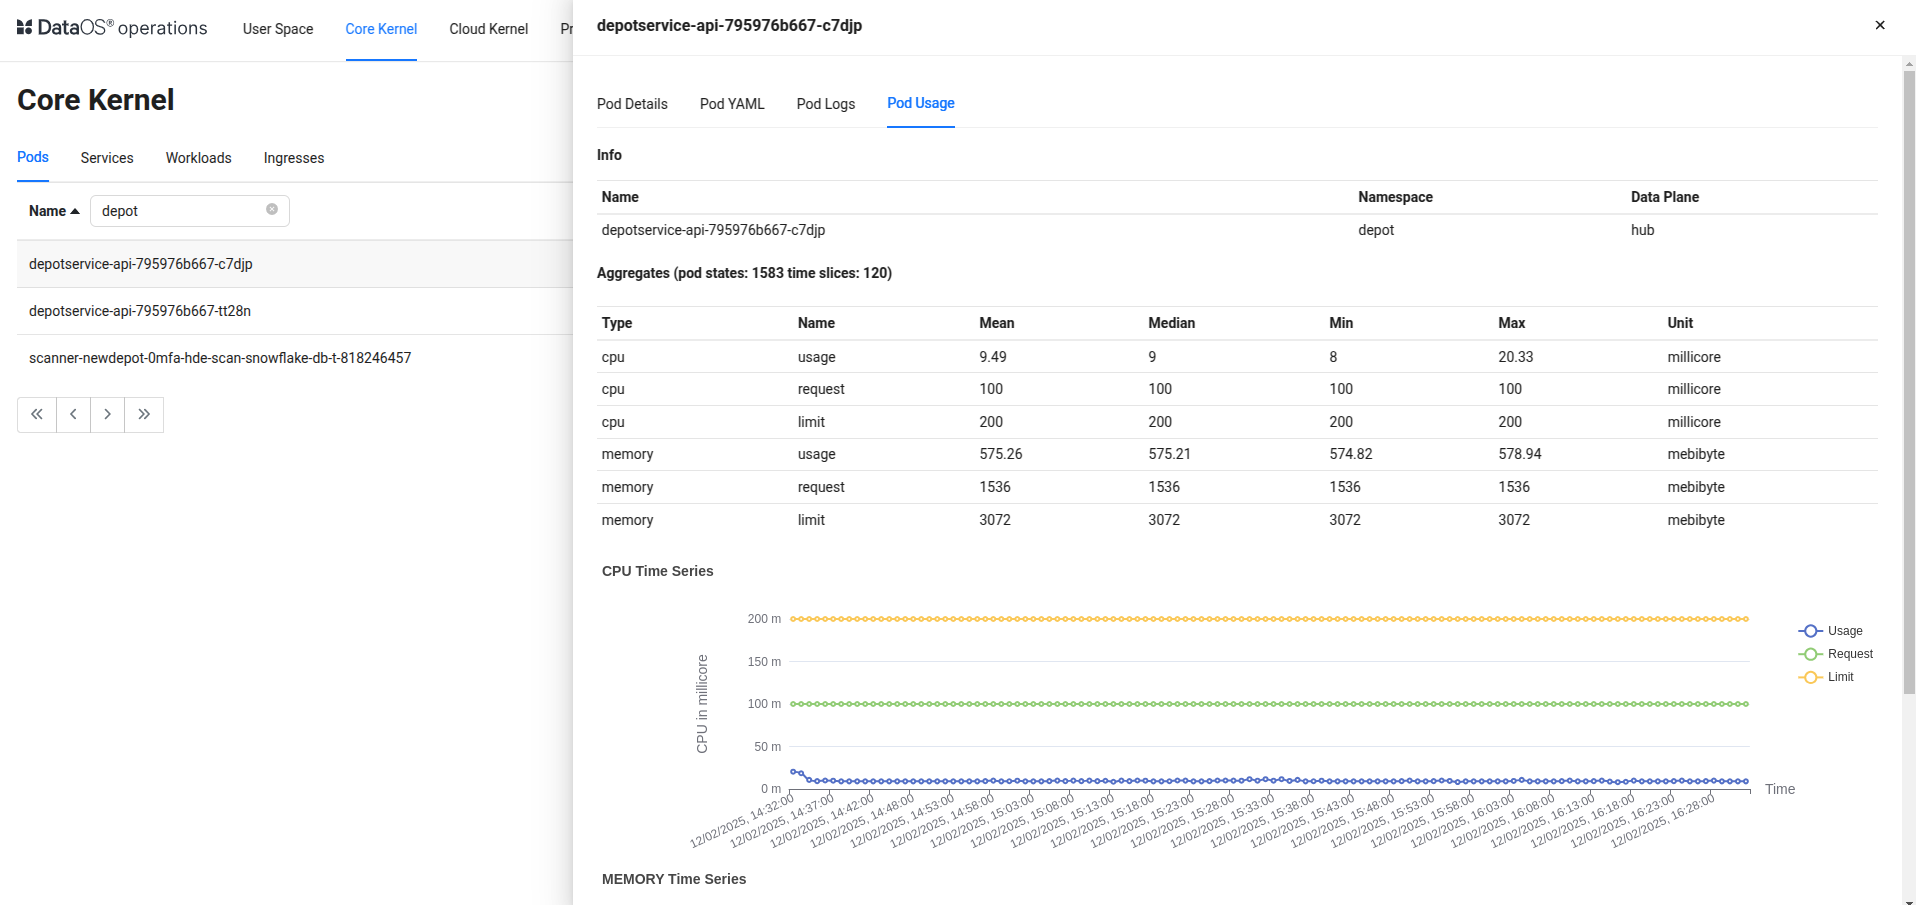 DataOS® operations
User Space
Core Kernel
Cloud Kernel
Pr
Core Kernel
Pods
Services
Workloads
Ingresses
Name
depot
depotservice-api-795976b667-c7djp
depotservice-api-795976b667-tt28n
scanner-newdepot-0mfa-hde-scan-snowflake-db-t-818246457
depotservice-api-795976b667-c7djp
Pod Details
Pod YAML
Pod Logs
Pod Usage
Info
Name Namespace Data Plane
depotservice-api-795976b667-c7djp depot hub
Aggregates (pod states: 1583 time slices: 120)
Type Name Mean Median Min Max Unit
cpu usage 9.49 9 8 20.33 millicore
cpu request 100 100 100 100 millicore
cpu limit 200 200 200 200 millicore
memory usage 575.26 575.21 574.82 578.94 mebibyte
memory request 1536 1536 1536 1536 mebibyte
memory limit 3072 3072 3072 3072 mebibyte
CPU Time Series
CPU in millicore
200 m
150 m
100 m
50 m
0 m
Usage
Request
Limit
Time
12/02/2025, 14:32:00
12/02/2025, 14:37:00
12/02/2025, 14:42:00
12/02/2025, 14:48:00
12/02/2025, 14:53:00
12/02/2025, 14:58:00
12/02/2025, 15:03:00
12/02/2025, 15:08:00
12/02/2025, 15:13:00
12/02/2025, 15:18:00
12/02/2025, 15:23:00
12/02/2025, 15:28:00
12/02/2025, 15:33:00
12/02/2025, 15:38:00
12/02/2025, 15:43:00
12/02/2025, 15:48:00
12/02/2025, 15:53:00
12/02/2025, 15:58:00
12/02/2025, 16:03:00
12/02/2025, 16:08:00
12/02/2025, 16:13:00
12/02/2025, 16:18:00
12/02/2025, 16:23:00
12/02/2025, 16:28:00
MEMORY Time Series